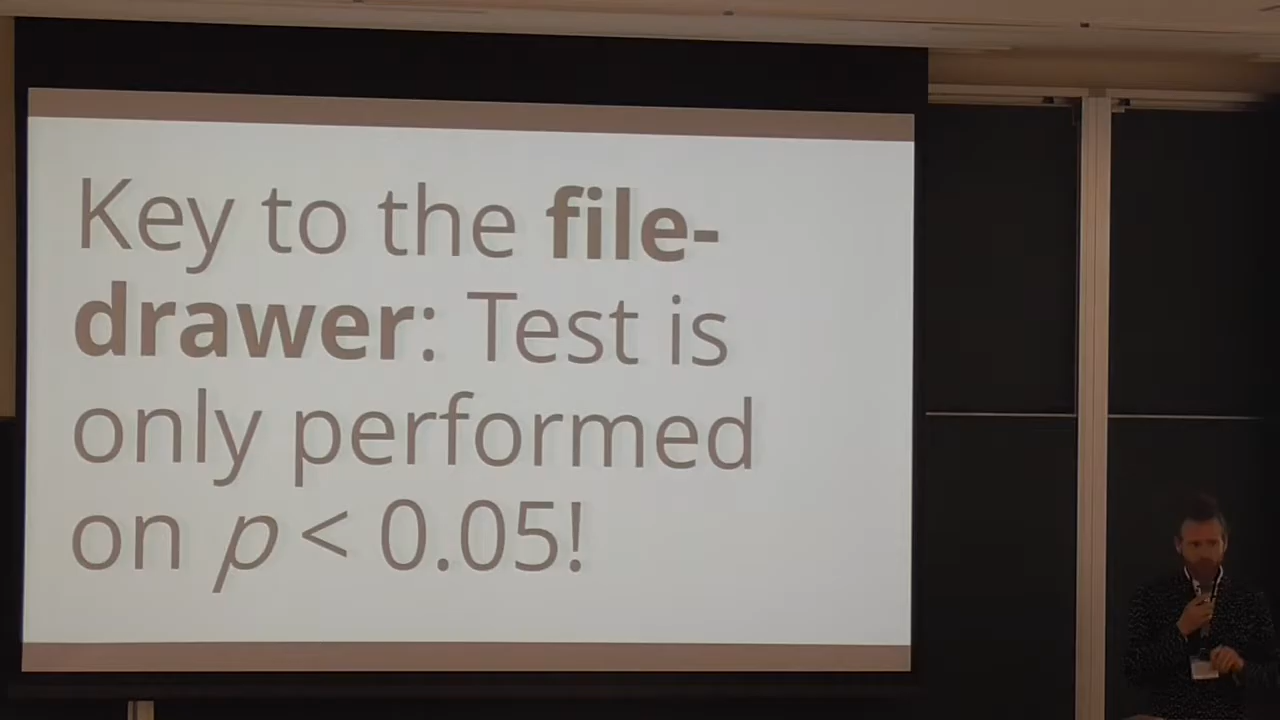 Key to the file-
drawer: Test is
only performed
on p < 0.05!